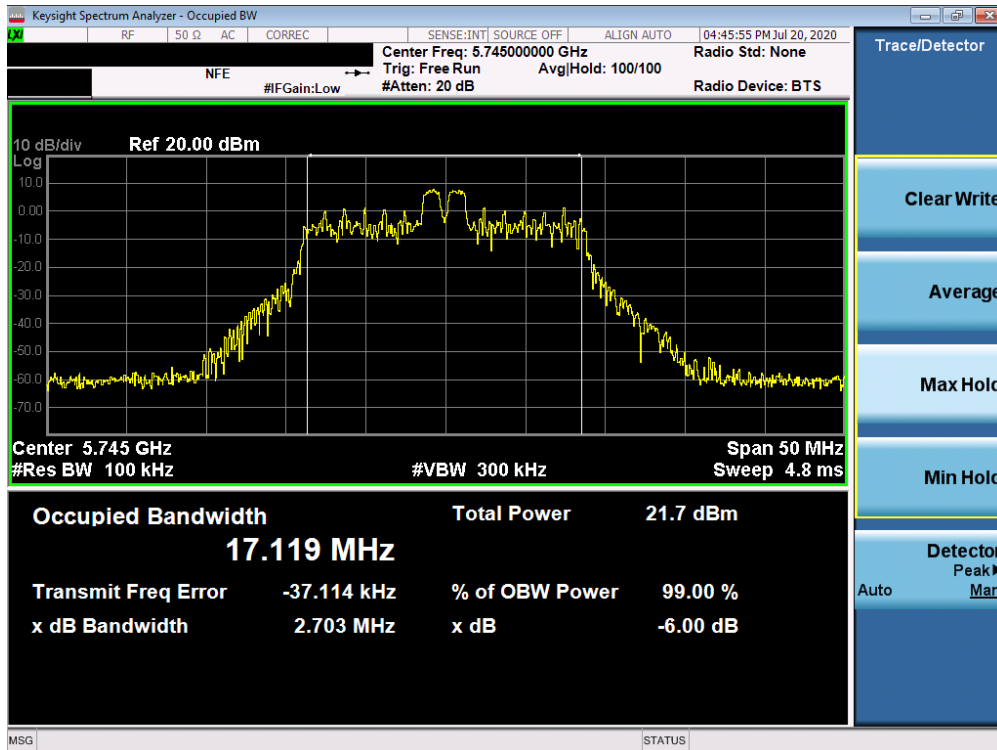 Keysight Spectrum Analyzer - Occupied BW
LXI RF 50 Ω AC CORREC SENSE:INT SOURCE OFF ALIGN AUTO 04:45:55 PM Jul 20, 2020
Center Freq: 5.745000000 GHz Radio Std: None
NFE Trig: Free Run Avg|Hold: 100/100
#IFGain:Low #Atten: 20 dB Radio Device: BTS
10 dB/div Ref 20.00 dBm
Log
10.0
0.00
-10.0
-20.0
-30.0
-40.0
-50.0
-60.0
-70.0
Center 5.745 GHz Span 50 MHz
#Res BW 100 kHz #VBW 300 kHz Sweep 4.8 ms
Occupied Bandwidth Total Power 21.7 dBm
17.119 MHz
Transmit Freq Error -37.114 kHz % of OBW Power 99.00 %
x dB Bandwidth 2.703 MHz x dB -6.00 dB
MSG STATUS
Trace/Detector
Clear Write
Average
Max Hold
Min Hold
Detector
Peak
Auto Man